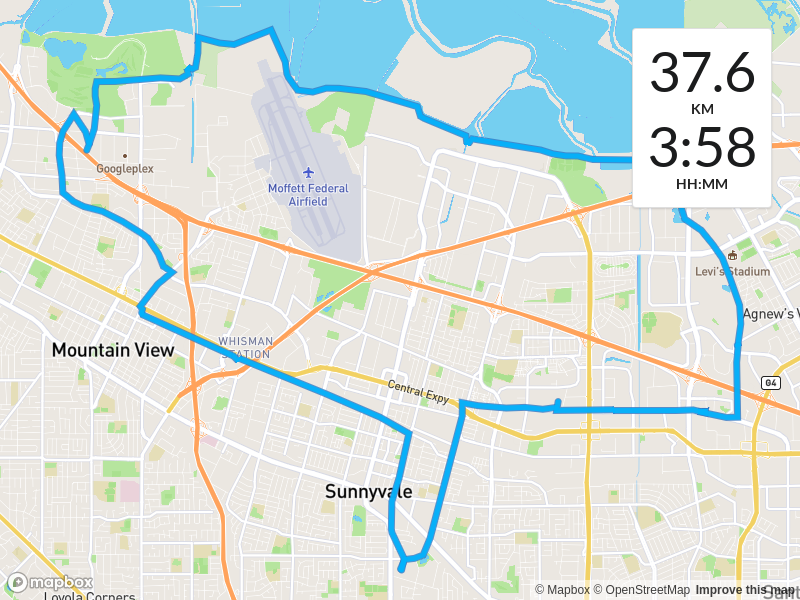 37.6
KM
3:58
HH:MM
Googleplex
Moffett Federal
Airfield
Levi's Stadium
Agnew's V
WHISMAN
STATION
Mountain View
G4
Central Expy
Sunnyvale
Loyola Corners
mapbox
© Mapbox © OpenStreetMap Improve this map
Sant